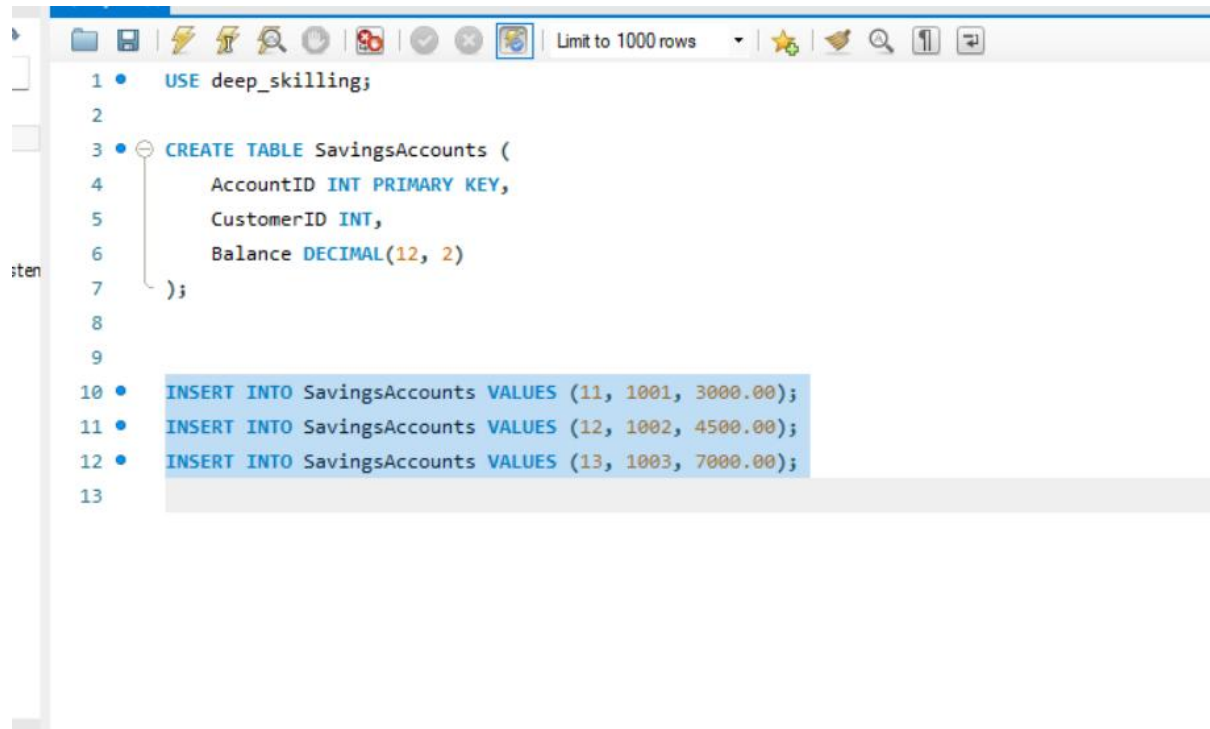 Limit to 1000 rows
1 USE deep_skilling;
2
3 CREATE TABLE SavingsAccounts (
4 AccountID INT PRIMARY KEY,
5 CustomerID INT,
6 Balance DECIMAL(12, 2)
sten
7 );
8
9
10 INSERT INTO SavingsAccounts VALUES (11, 1001, 3000.00);
11 INSERT INTO SavingsAccounts VALUES (12, 1002, 4500.00);
12 INSERT INTO SavingsAccounts VALUES (13, 1003, 7000.00);
13